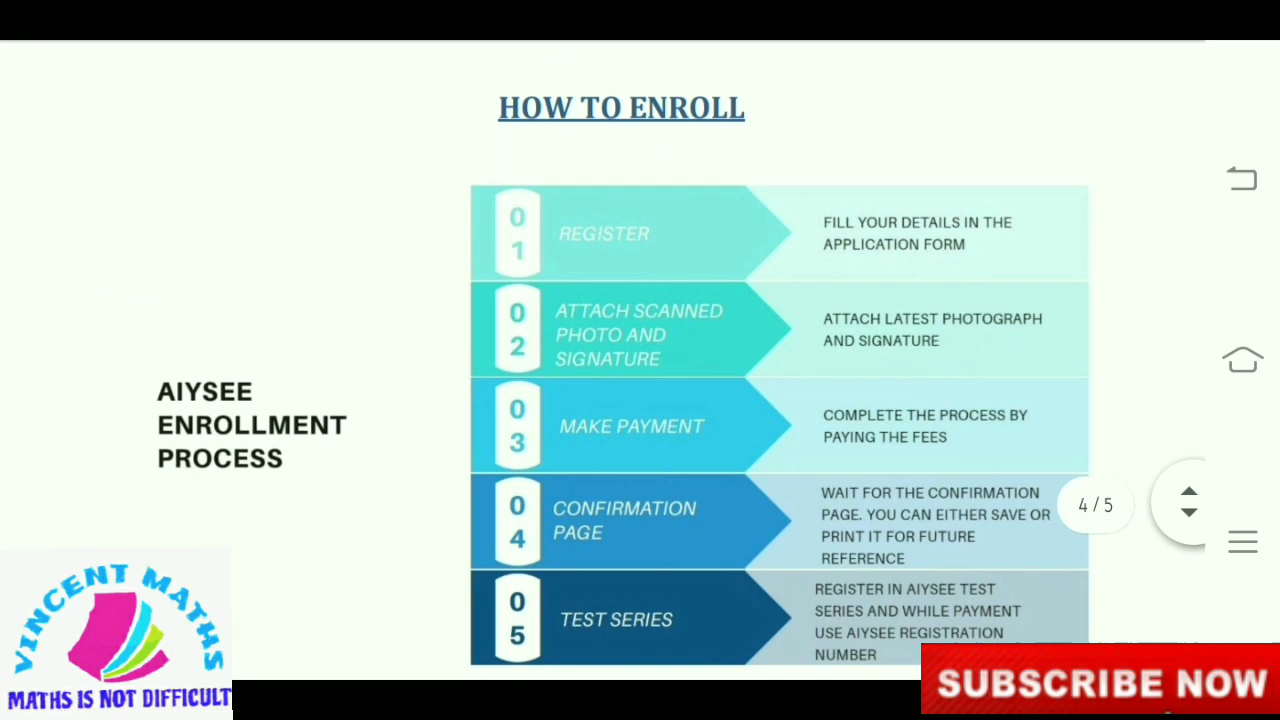 HOW TO ENROLL
01
REGISTER
FILL YOUR DETAILS IN THE
APPLICATION FORM
02
ATTACH SCANNED
PHOTO AND
SIGNATURE
ATTACH LATEST PHOTOGRAPH
AND SIGNATURE
AIYSEE
ENROLLMENT
PROCESS
03
MAKE PAYMENT
COMPLETE THE PROCESS BY
PAYING THE FEES
04
CONFIRMATION
PAGE
WAIT FOR THE CONFIRMATION
PAGE. YOU CAN EITHER SAVE OR
PRINT IT FOR FUTURE
REFERENCE
4/5
05
TEST SERIES
REGISTER IN AIYSEE TEST
SERIES AND WHILE PAYMENT
USE AIYSEE REGISTRATION
NUMBER
VINCENT MATHS
MATHS IS NOT DIFFICULT
SUBSCRIBE NOW